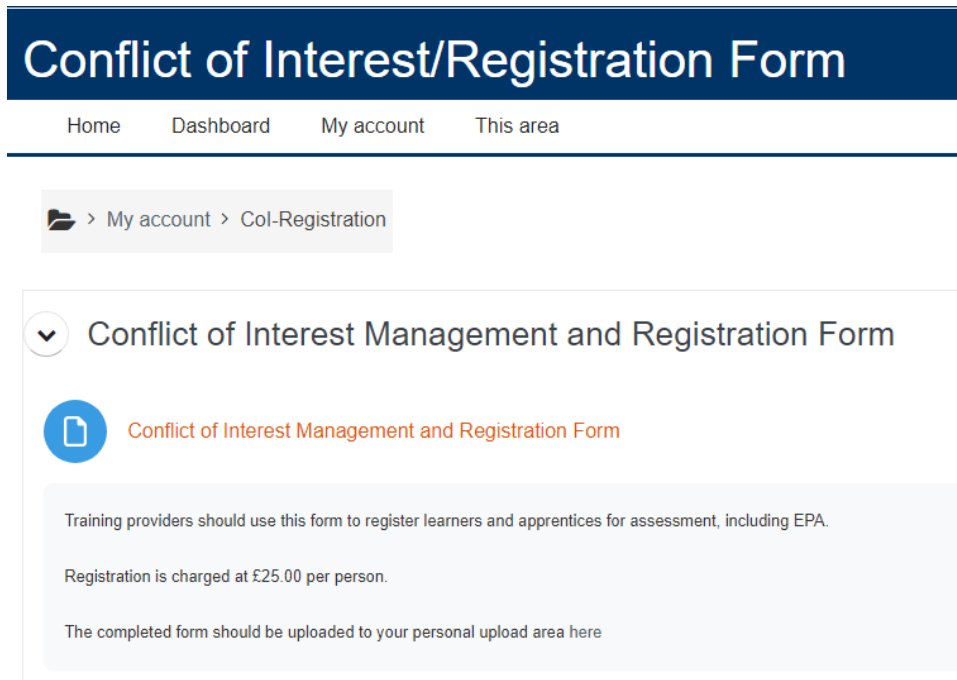 Conflict of Interest/Registration Form
Home Dashboard My account This area
> My account > CoI-Registration
Conflict of Interest Management and Registration Form
Conflict of Interest Management and Registration Form
Training providers should use this form to register learners and apprentices for assessment, including EPA.
Registration is charged at £25.00 per person.
The completed form should be uploaded to your personal upload area here